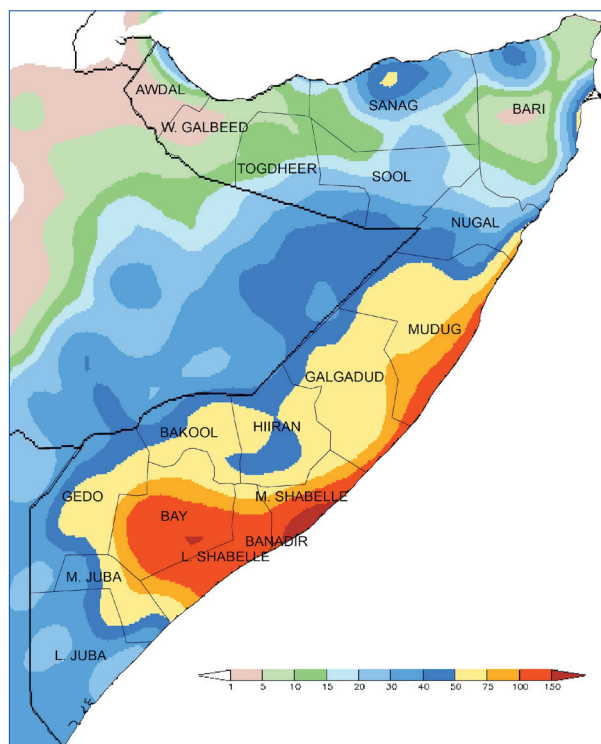 AWDAL
SANAG
BARI
W. GALBEED
TOGDHEER
SOOL
NUGAL
MUDUG
GALGADUD
HIIRAN
BAKOOL
GEDO
M. SHABELLE
BAY
BANADIR
L. SHABELLE
M. JUBA
L. JUBA
1 5 10 15 20 30 40 50 75 100 150